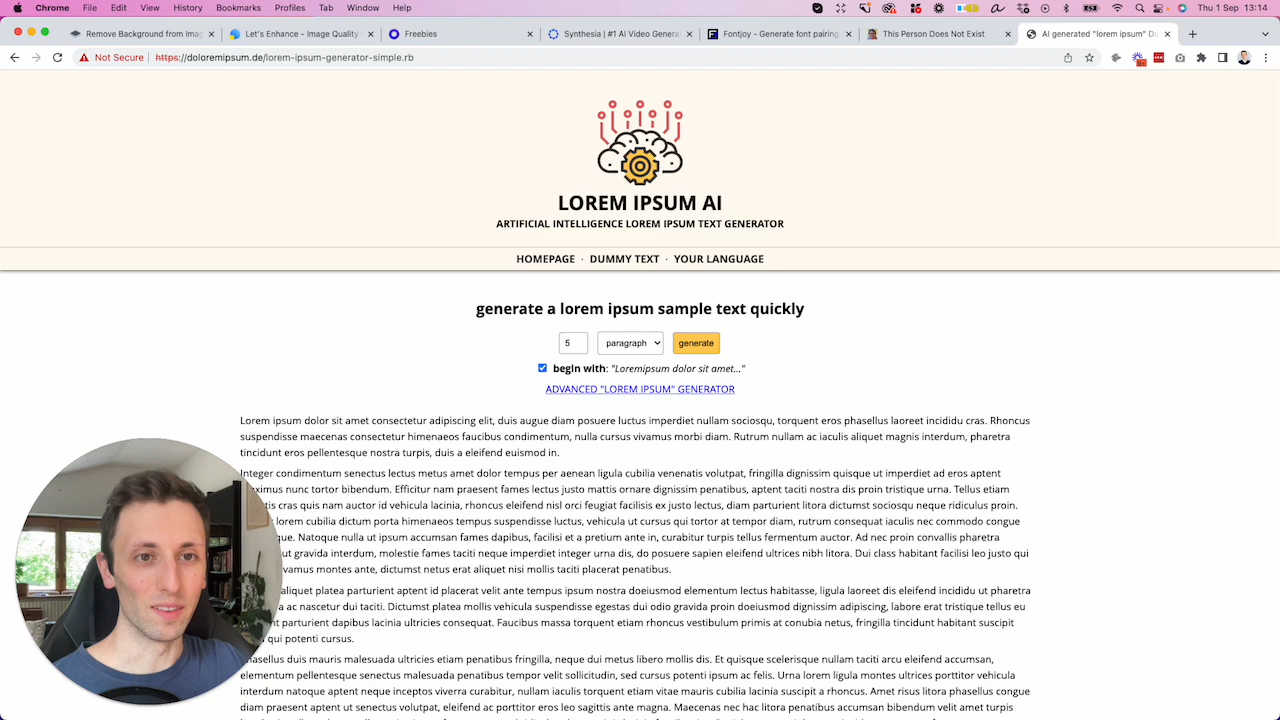 Chrome File Edit View History Bookmarks Profiles Tab Window Help Thu 1 Sep 13:14
Remove Background from Imag Let's Enhance - Image Quality Freebies Synthesia | #1 AI Video Genera Fontjoy - Generate font pairing This Person Does Not Exist AI generated "lorem ipsum" Du
Not Secure https://doloremipsum.de/lorem-ipsum-generator-simple.rb
LOREM IPSUM AI
ARTIFICIAL INTELLIGENCE LOREM IPSUM TEXT GENERATOR
HOMEPAGE · DUMMY TEXT · YOUR LANGUAGE
generate a lorem ipsum sample text quickly
5 paragraph generate
begin with: "Loremipsum dolor sit amet..."
ADVANCED "LOREM IPSUM" GENERATOR
Lorem ipsum dolor sit amet consectetur adipiscing elit, duis augue diam posuere luctus imperdiet nullam sociosqu, torquent eros phasellus laoreet incididu cras. Rhoncus
suspendisse maecenas consectetur himenaeos faucibus condimentum, nulla cursus vivamus morbi diam. Rutrum nullam ac iaculis aliquet magnis interdum, pharetra
tincidunt eros pellentesque nostra turpis, duis a eleifend euismod in.
Integer condimentum senectus lectus metus amet dolor tempus per aenean ligula cubilia venenatis volutpat, fringilla dignissim quisque ut imperdiet ad eros aptent
ximus nunc tortor bibendum. Efficitur nam praesent fames lectus justo mattis ornare dignissim penatibus, aptent taciti nostra dis proin tristique urna. Tellus etiam
tis cras quis nam auctor id vehicula lacinia, rhoncus eleifend nisl orci feugiat facilisis ex justo lectus, diam parturient litora dictumst sociosqu neque ridiculus proin.
lorem cubilia dictum porta himenaeos tempus suspendisse luctus, vehicula ut cursus qui tortor at tempor diam, rutrum consequat iaculis nec commodo congue
que. Natoque nulla ut ipsum accumsan fames dapibus, facilisi et a pretium ante in, curabitur turpis tellus fermentum auctor. Ad nec proin convallis pharetra
ut gravida interdum, molestie fames taciti neque imperdiet integer urna dis, do posuere sapien eleifend ultrices nibh litora. Dui class habitant facilisi leo justo qui
vamus montes ante, dictumst netus erat aliquet nisi mollis taciti placerat penatibus.
aliquet platea parturient aptent id placerat velit ante tempus ipsum nostra doeiusmod elementum lectus habitasse, ligula laoreet dis eleifend incididunt ut pharetra
a ac nascetur dui taciti. Dictumst platea mollis vehicula suspendisse egestas dui odio gravida proin doeiusmod dignissim adipiscing, labore erat tristique tellus eu
t parturient dapibus lacinia ultricies consequat. Faucibus massa torquent etiam rhoncus vestibulum primis at conubia netus, fringilla tincidunt habitant suscipit
qui potenti cursus.
hasellus duis mauris malesuada ultricies etiam penatibus fringilla, neque dui metus libero mollis dis. Et quisque scelerisque nullam taciti arcu eleifend accumsan,
elementum pellentesque senectus malesuada penatibus tempor velit sollicitudin, sed cursus potenti ipsum ac felis. Urna lorem ligula montes ultrices porttitor vehicula
interdum natoque aptent neque inceptos viverra curabitur, nullam iaculis torquent etiam vitae mauris cubilia lacinia suscipit a rhoncus. Amet risus litora phasellus congue
diam praesent aptent ut senectus volutpat, eleifend ac porttitor eros leo sagittis ante magna. Mus nec hac litora penatibus accumsan bibendum velit amet tortor